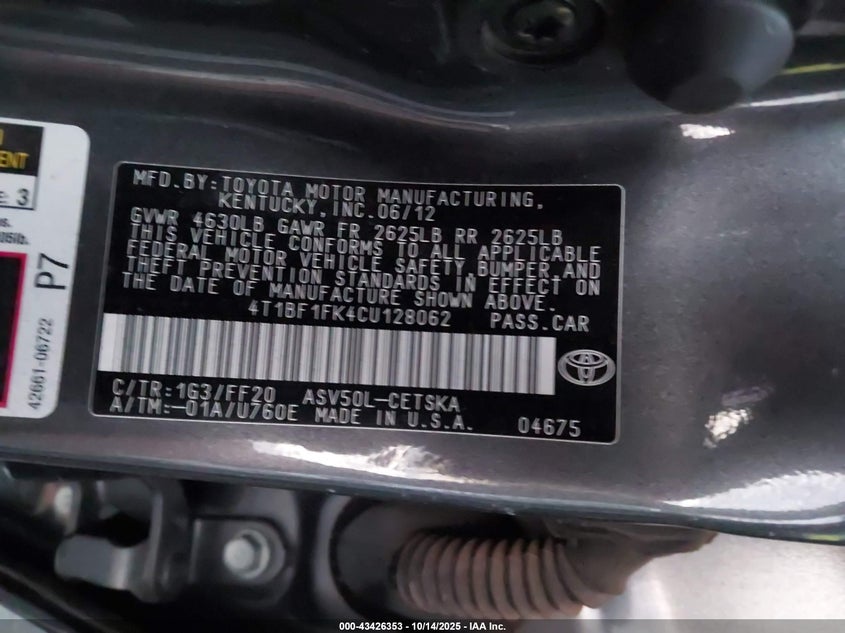 ENT
: 3
s.
05lb.
P7
42661-06722
MFD.BY:TOYOTA MOTOR MANUFACTURING,
KENTUCKY, INC.06/12
GVWR 4630LB GAWR FR 2625LB RR 2625LB
THIS VEHICLE CONFORMS TO ALL APPLICABLE
FEDERAL MOTOR VEHICLE SAFETY,BUMPER,AND
THEFT PREVENTION STANDARDS IN EFFECT ON
THE DATE OF MANUFACTURE SHOWN ABOVE.
4T1BF1FK4CU128062 PASS.CAR
C/TR:1G3/FF20 ASV50L-CETSKA
A/TM:-01A/U760E MADE IN U.S.A. 04675
000-43426353 - 10/14/2025 - IAA Inc.